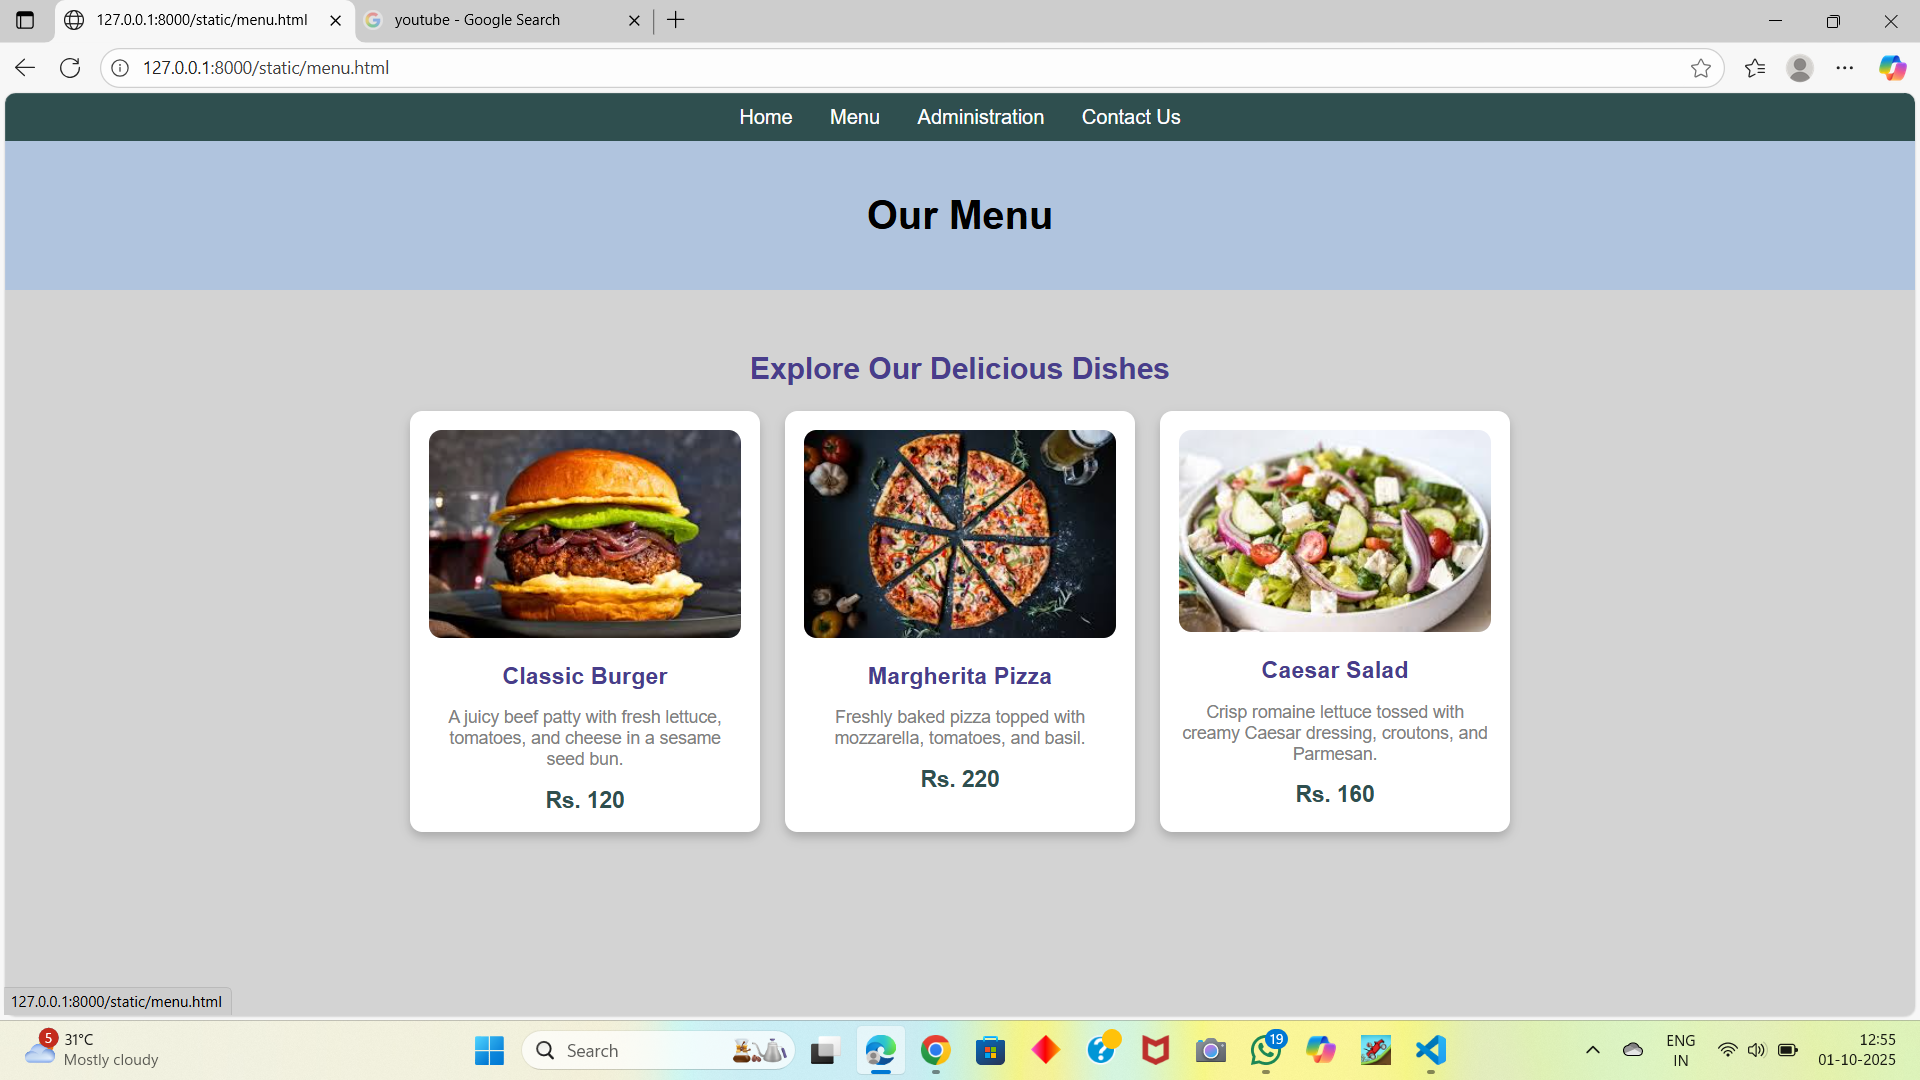 127.0.0.1:8000/static/menu.html
youtube - Google Search
127.0.0.1:8000/static/menu.html
Home Menu Administration Contact Us
Our Menu
Explore Our Delicious Dishes
Classic Burger
A juicy beef patty with fresh lettuce,
tomatoes, and cheese in a sesame
seed bun.
Rs. 120
Margherita Pizza
Freshly baked pizza topped with
mozzarella, tomatoes, and basil.
Rs. 220
Caesar Salad
Crisp romaine lettuce tossed with
creamy Caesar dressing, croutons, and
Parmesan.
Rs. 160
127.0.0.1:8000/static/menu.html
5
31°C
Mostly cloudy
Search
19
ENG
IN
12:55
01-10-2025